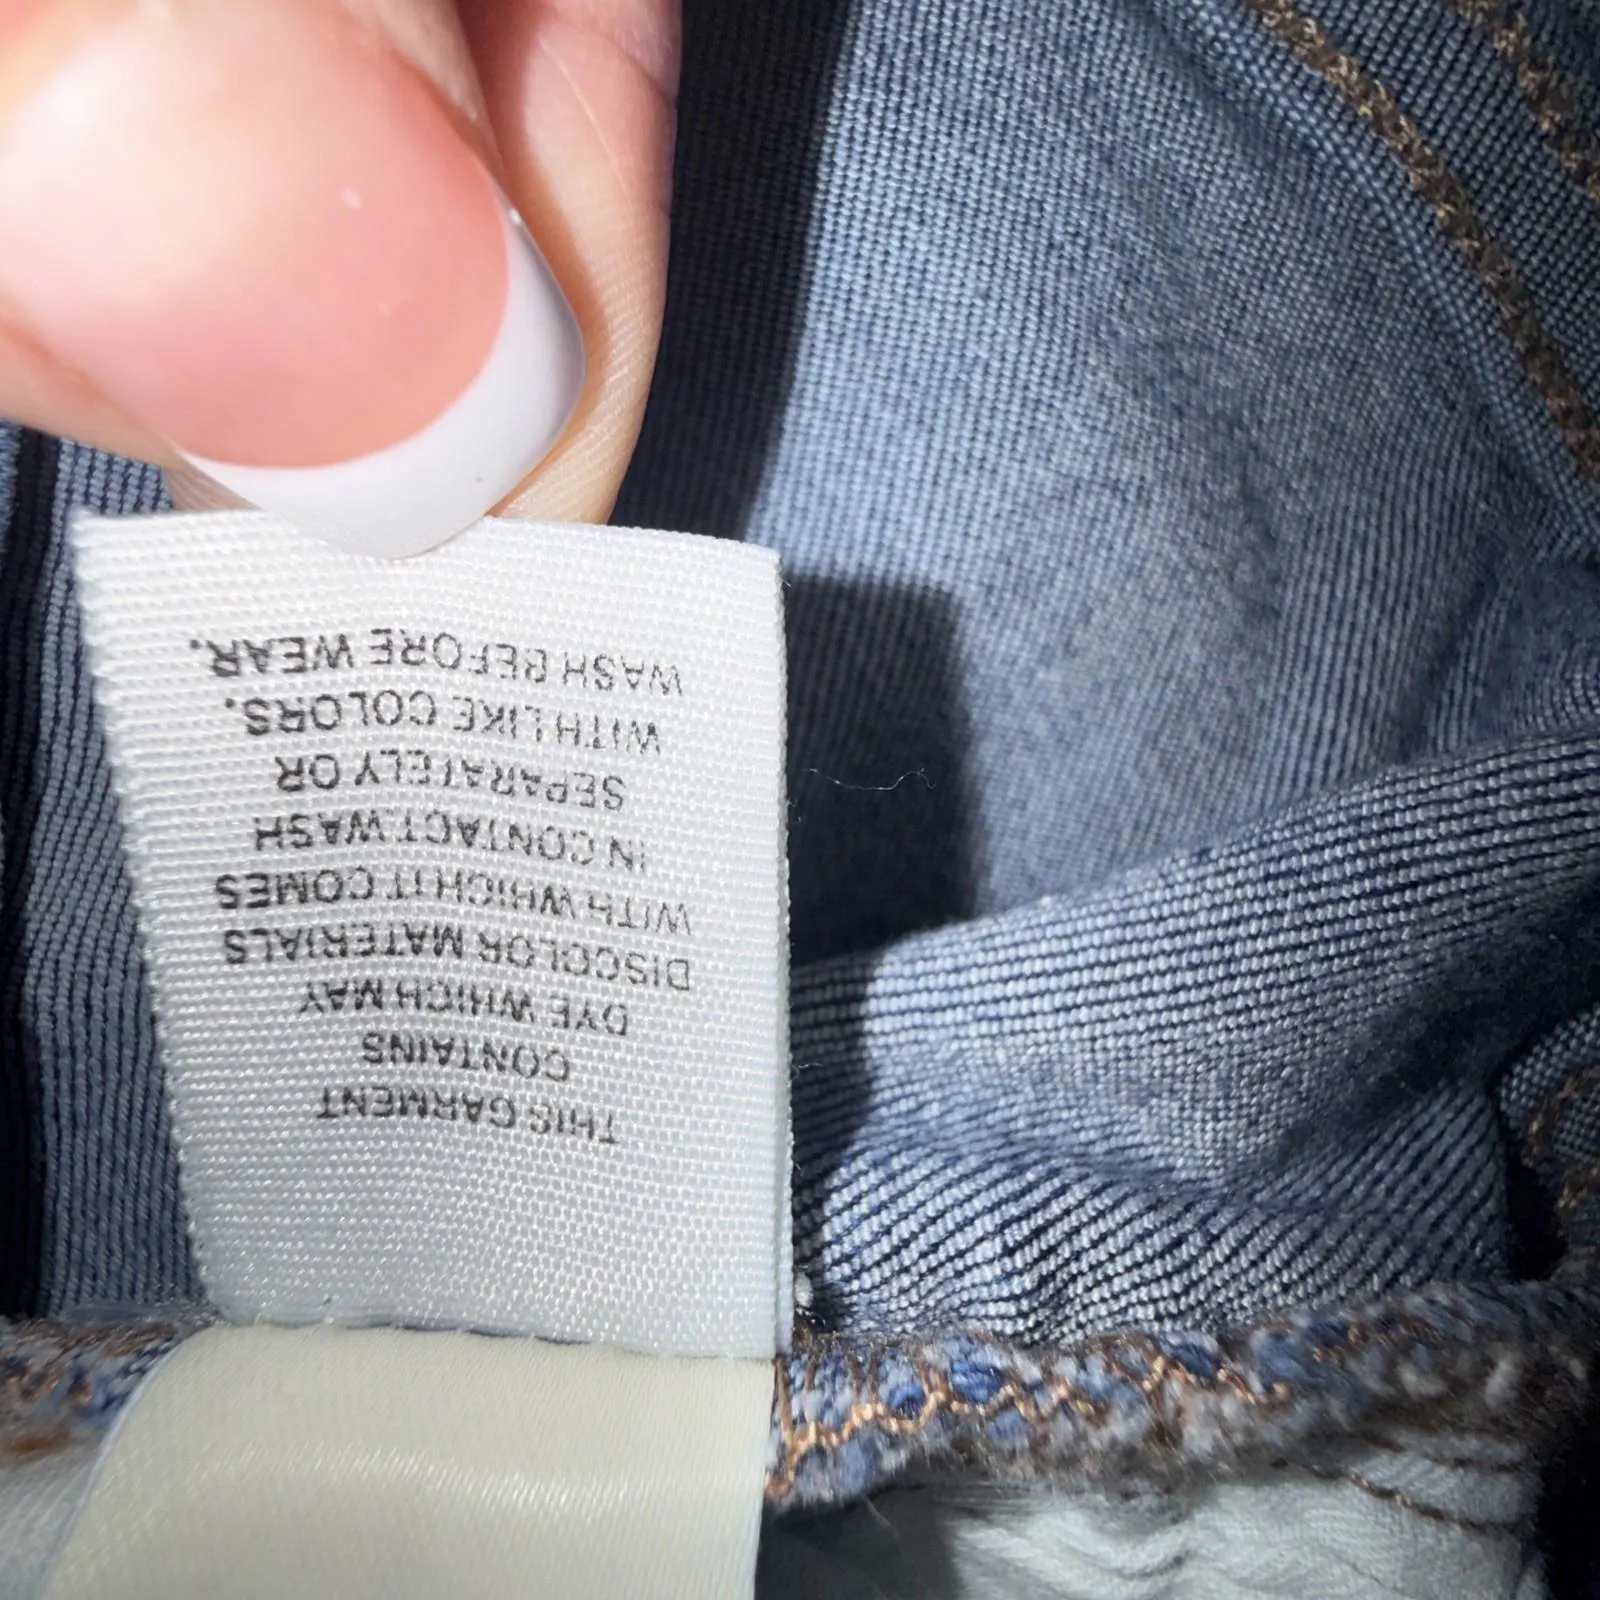 THIS GARMENT
CONTAINS
DYE WHICH MAY
DISCOLOR MATERIALS
WITH WHICH IT COMES
IN CONTACT.WASH
SEPARATELY OR
WITH LIKE COLORS.
WASH BEFORE WEAR.